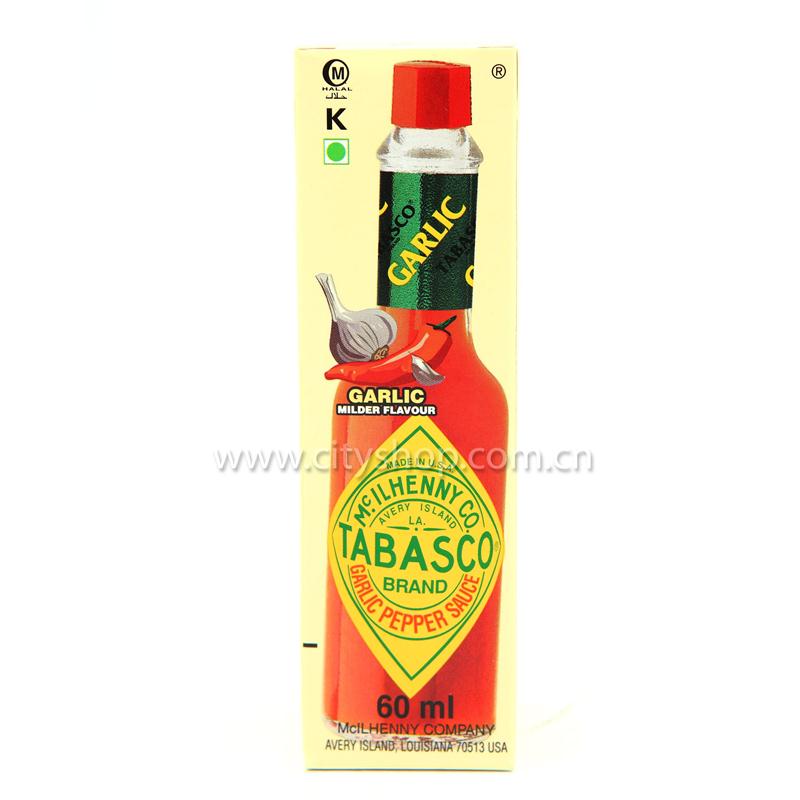 M
HALAL
حلال
®
K
GARLIC
TABASCO®
GARLIC
MILDER FLAVOUR
www.cityshop.com.cn
MADE IN U.S.A.
McILHENNY CO.
AVERY ISLAND
LA.
TABASCO
BRAND
GARLIC PEPPER SAUCE
60 ml
McILHENNY COMPANY
AVERY ISLAND, LOUISIANA 70513 USA